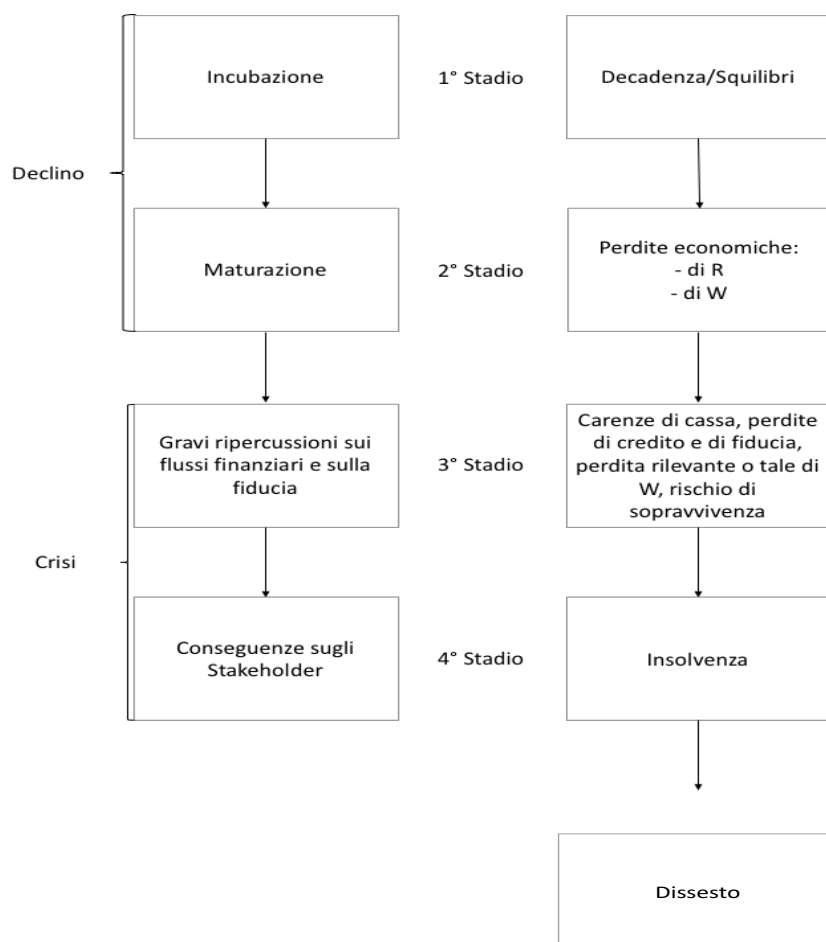 Incubazione
1° Stadio
Decadenza/Squilibri
Declino
Maturazione
2° Stadio
Perdite economiche:
- di R
- di W
Gravi ripercussioni sui
flussi finanziari e sulla
fiducia
3° Stadio
Carenze di cassa, perdite
di credito e di fiducia,
perdita rilevante o tale di
W, rischio di
sopravvivenza
Crisi
Conseguenze sugli
Stakeholder
4° Stadio
Insolvenza
Dissesto